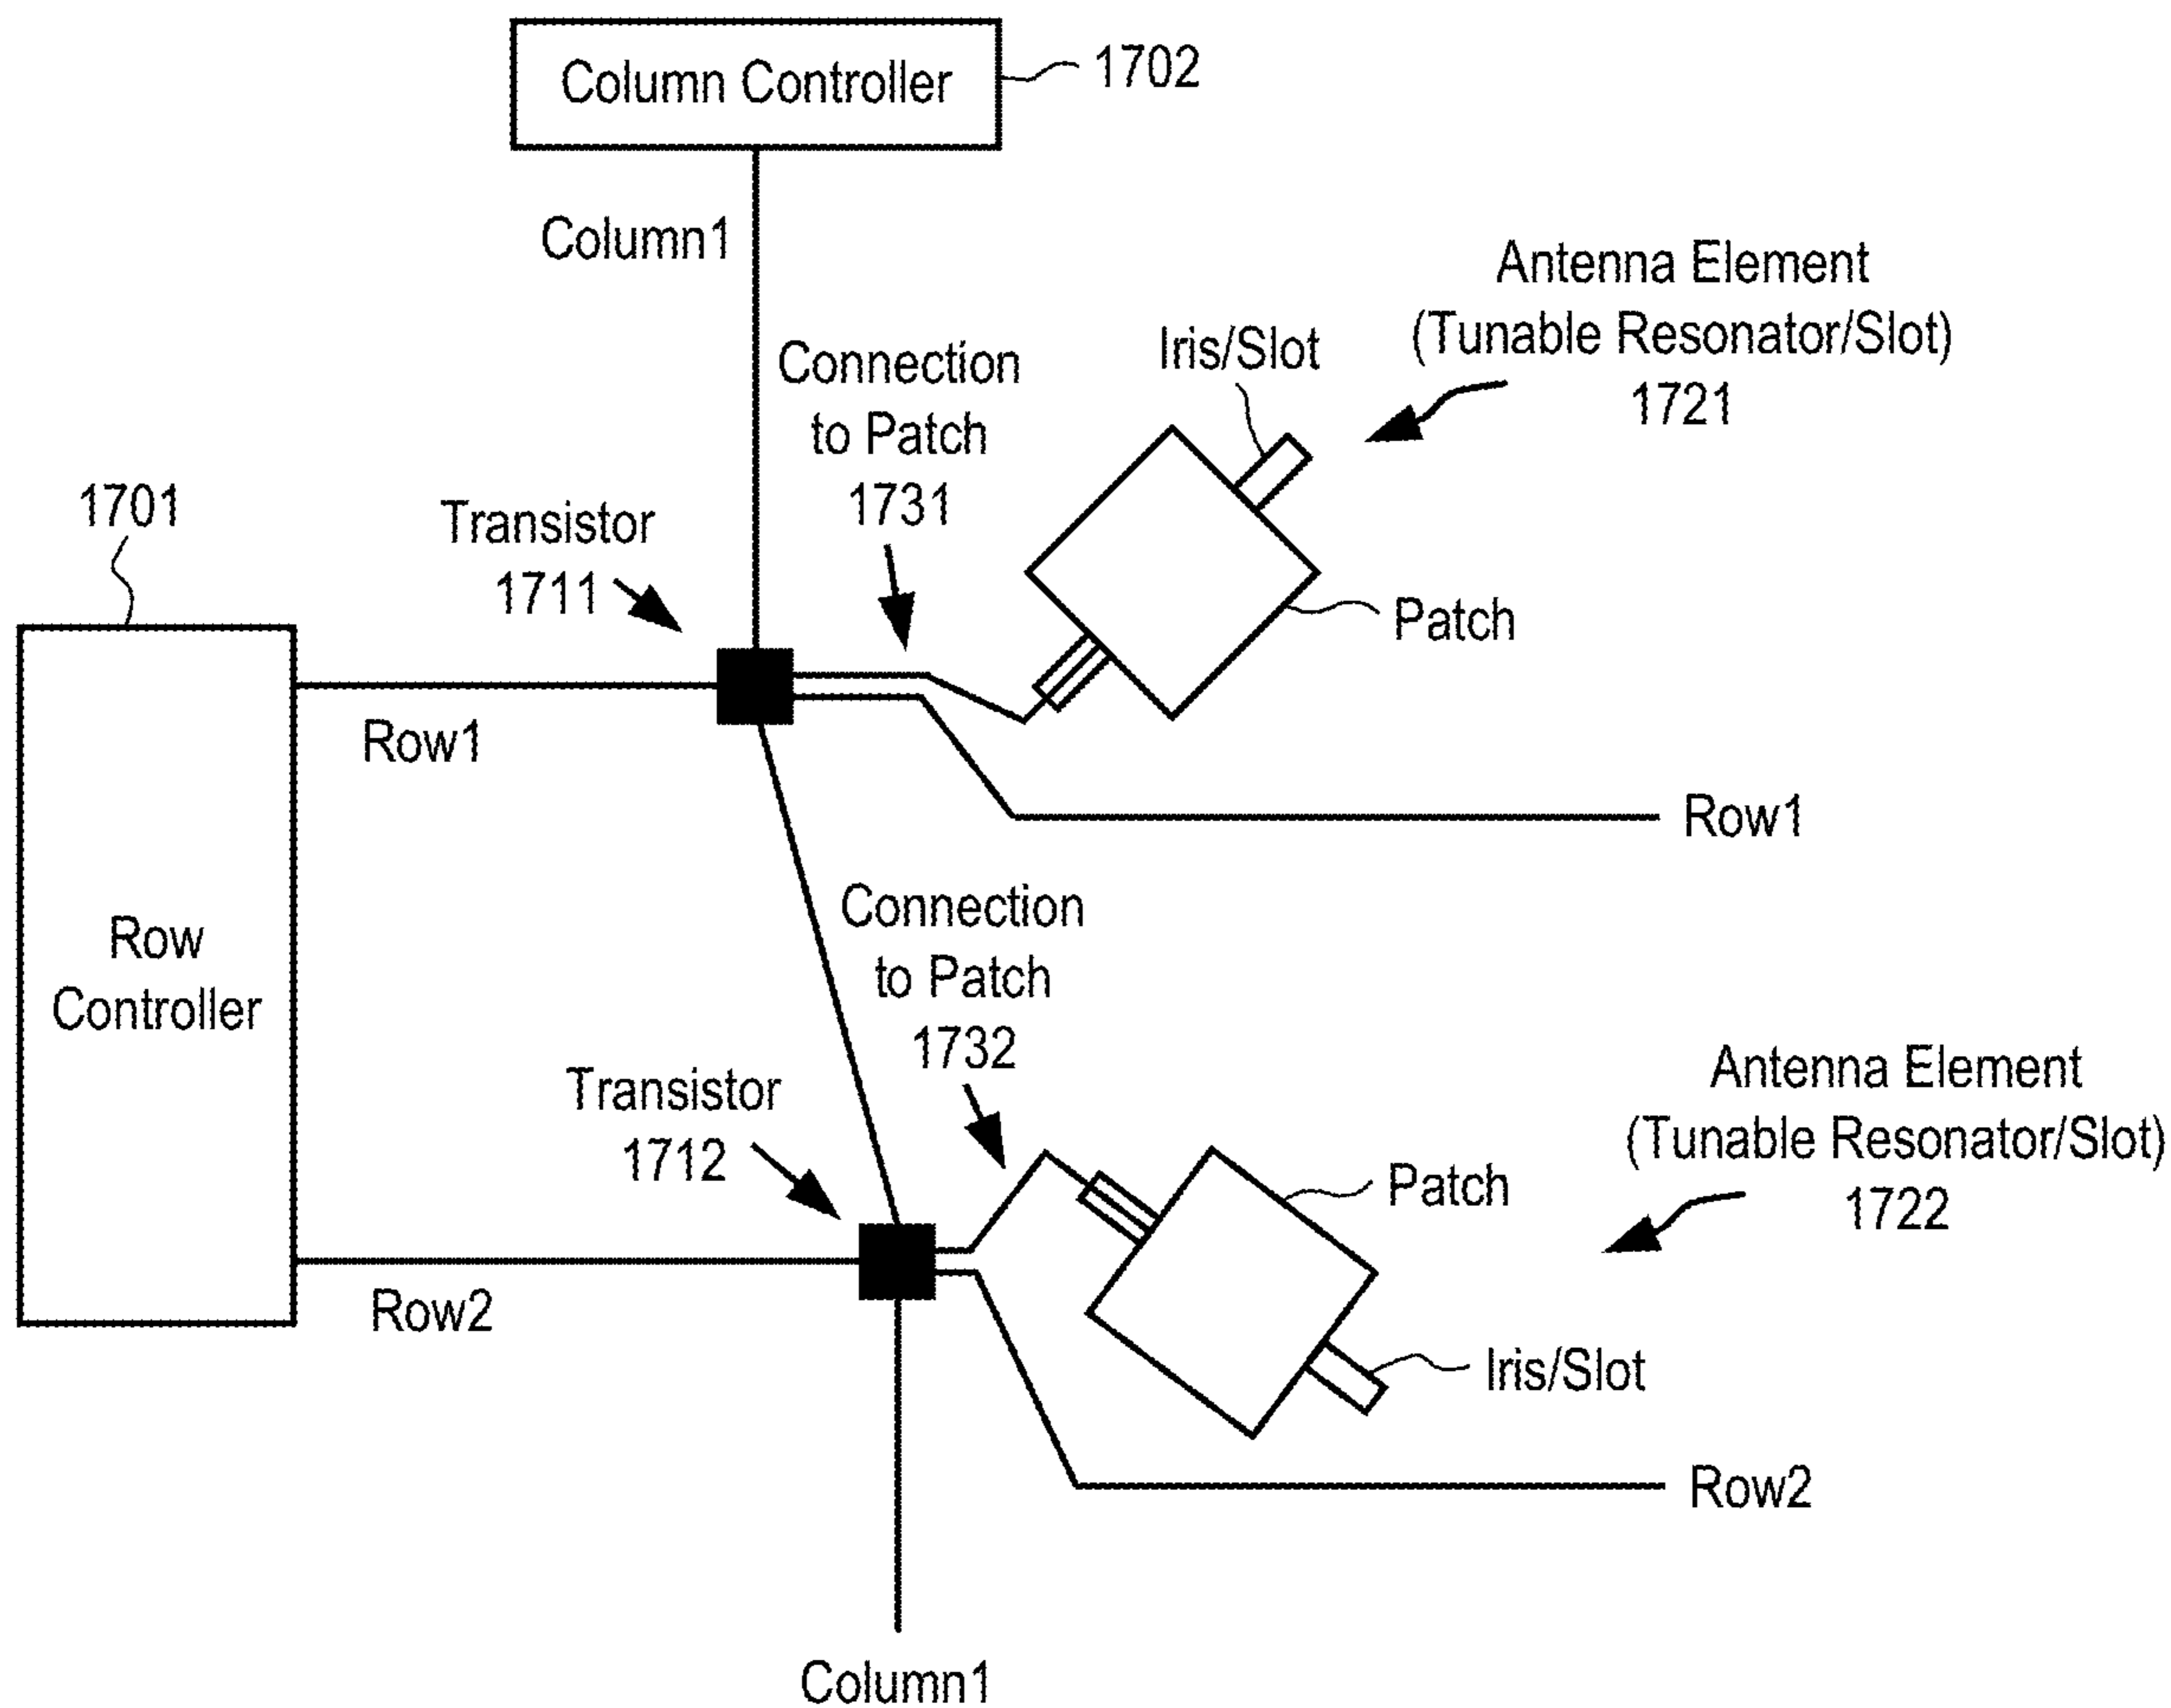 Column Controller
1702
Column1
Antenna Element
(Tunable Resonator/Slot)
1721
Iris/Slot
Connection
to Patch
1731
1701
Transistor
1711
Patch
Row1
Row1
Row
Controller
Connection
to Patch
1732
Transistor
1712
Antenna Element
(Tunable Resonator/Slot)
1722
Patch
Row2
Iris/Slot
Row2
Column1